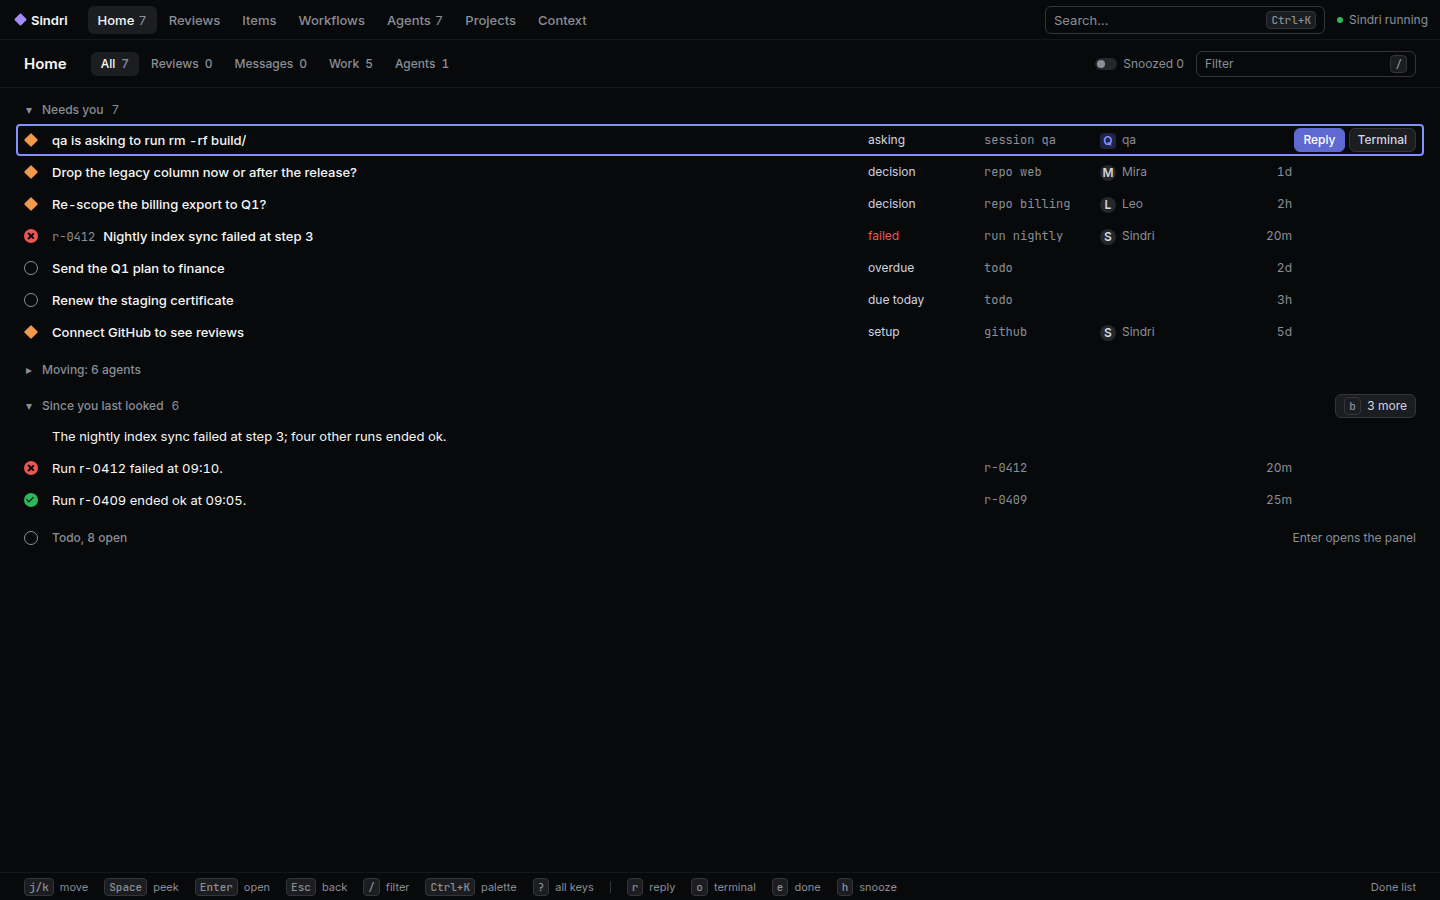 Sindri Home 7 Reviews Items Workflows Agents 7 Projects Context Search... Ctrl+K Sindri running
Home All 7 Reviews 0 Messages 0 Work 5 Agents 1 Snoozed 0 Filter /
Needs you 7
qa is asking to run rm -rf build/ asking session qa Q qa Reply Terminal
Drop the legacy column now or after the release? decision repo web M Mira 1d
Re-scope the billing export to Q1? decision repo billing L Leo 2h
r-0412 Nightly index sync failed at step 3 failed run nightly S Sindri 20m
Send the Q1 plan to finance overdue todo 2d
Renew the staging certificate due today todo 3h
Connect GitHub to see reviews setup github S Sindri 5d
Moving: 6 agents
Since you last looked 6 b 3 more
The nightly index sync failed at step 3; four other runs ended ok.
Run r-0412 failed at 09:10. r-0412 20m
Run r-0409 ended ok at 09:05. r-0409 25m
Todo, 8 open Enter opens the panel
j/k move Space peek Enter open Esc back / filter Ctrl+K palette ? all keys r reply o terminal e done h snooze Done list